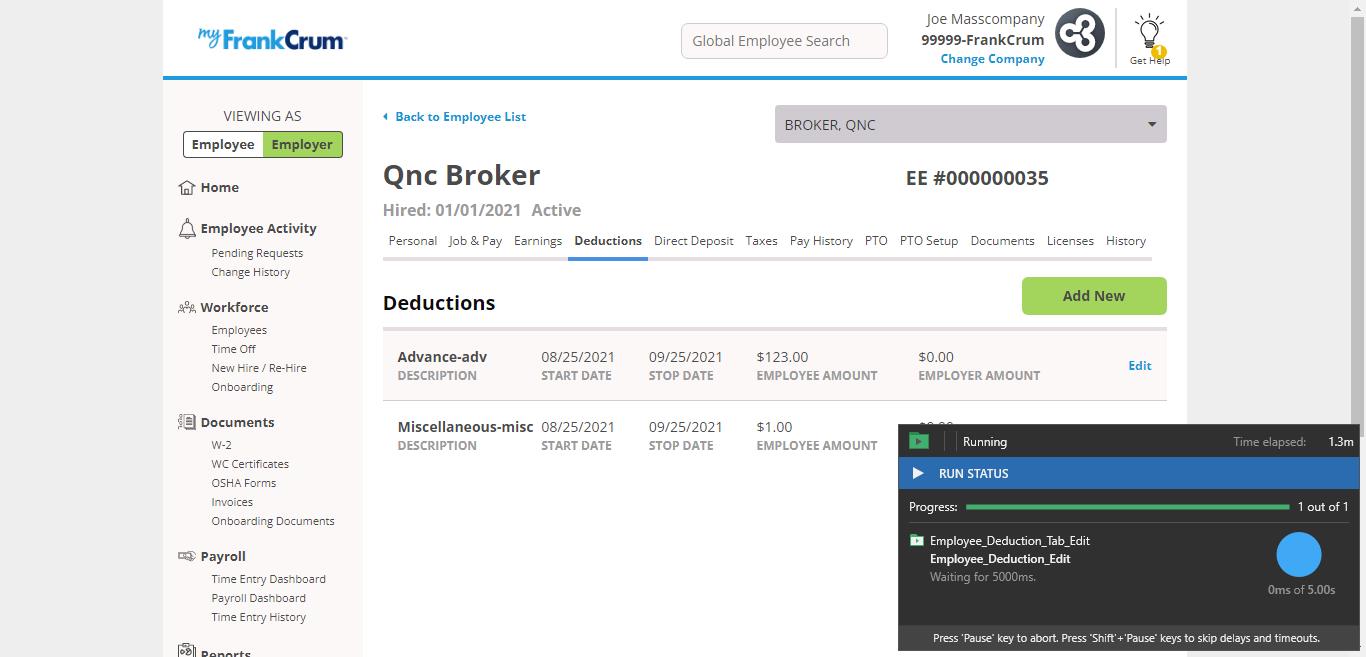 myFrankCrum
Global Employee Search
Joe Masscompany
99999-FrankCrum
Change Company
1
Get Help
VIEWING AS
Employee Employer
Home
Employee Activity
Pending Requests
Change History
Workforce
Employees
Time Off
New Hire / Re-Hire
Onboarding
Documents
W-2
WC Certificates
OSHA Forms
Invoices
Onboarding Documents
Payroll
Time Entry Dashboard
Payroll Dashboard
Time Entry History
Reports
Back to Employee List
BROKER, QNC
Qnc Broker
EE #000000035
Hired: 01/01/2021 Active
Personal Job & Pay Earnings Deductions Direct Deposit Taxes Pay History PTO PTO Setup Documents Licenses History
Deductions
Add New
Advance-adv 08/25/2021 09/25/2021 $123.00 $0.00
DESCRIPTION START DATE STOP DATE EMPLOYEE AMOUNT EMPLOYER AMOUNT
Edit
Miscellaneous-misc 08/25/2021 09/25/2021 $1.00
DESCRIPTION START DATE STOP DATE EMPLOYEE AMOUNT
Running Time elapsed: 1.3m
RUN STATUS
Progress: 1 out of 1
Employee_Deduction_Tab_Edit
Employee_Deduction_Edit
Waiting for 5000ms.
0ms of 5.00s
Press 'Pause' key to abort. Press 'Shift'+'Pause' keys to skip delays and timeouts.